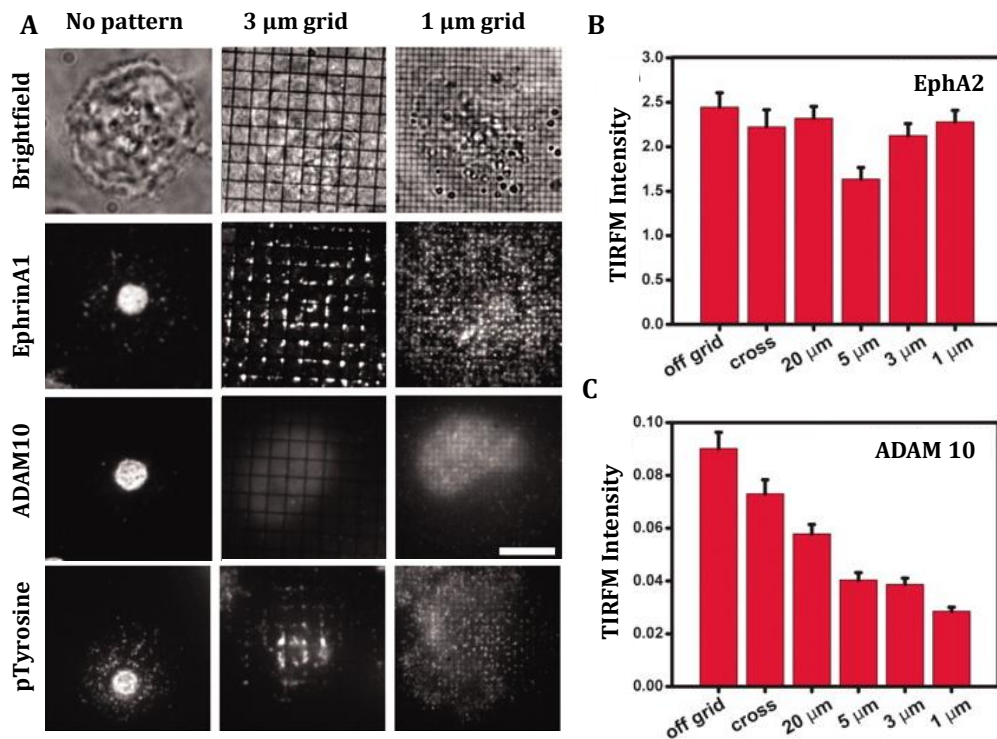 A
No pattern
3 μm grid
1 μm grid
Brightfield
EphrinA1
ADAM10
pTyrosine
B
EphA2
TIRFM Intensity
3.0
2.5
2.0
1.5
1.0
0.5
0.0
off grid
cross
20 μm
5 μm
3 μm
1 μm
C
ADAM 10
TIRFM Intensity
0.10
0.08
0.06
0.04
0.02
0.00
off grid
cross
20 μm
5 μm
3 μm
1 μm